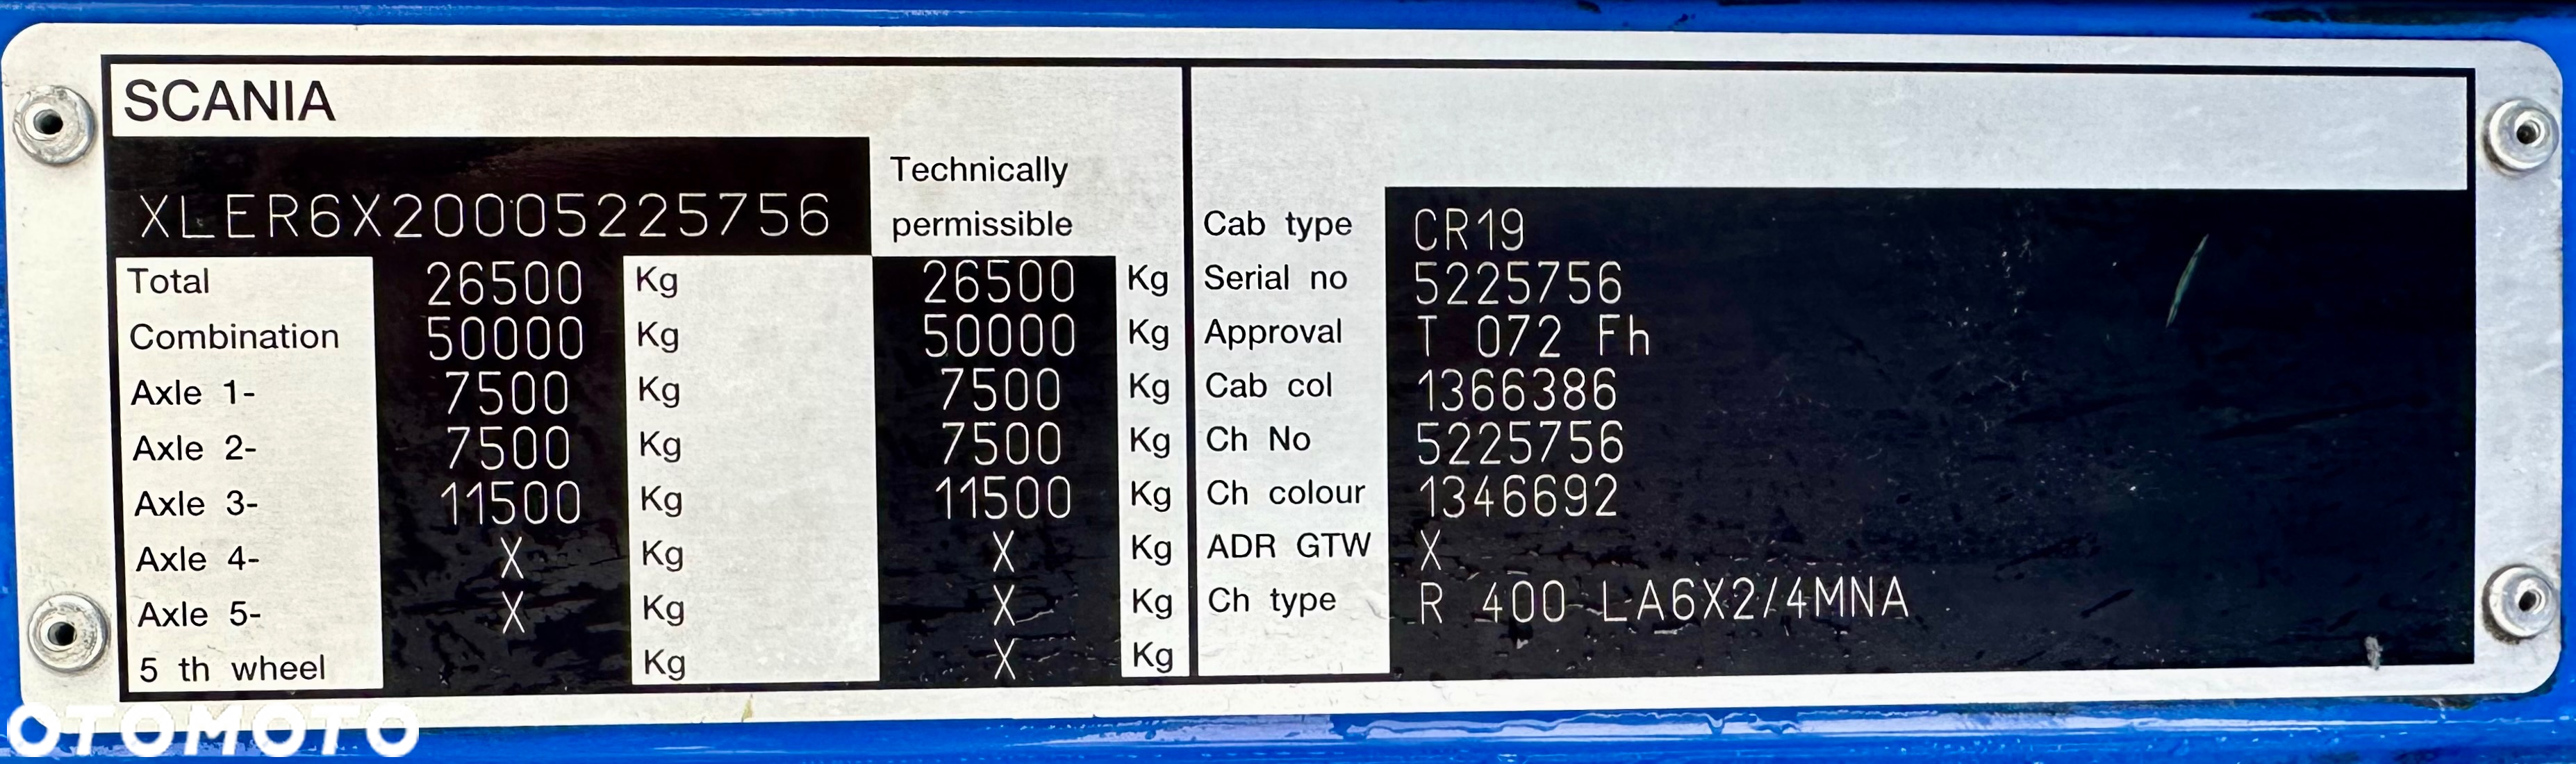 SCANIA
XLER6X20005225756
Technically
permissible
Total 26500 Kg 26500 Kg
Combination 50000 Kg 50000 Kg
Axle 1- 7500 Kg 7500 Kg
Axle 2- 7500 Kg 7500 Kg
Axle 3- 11500 Kg 11500 Kg
Axle 4- X Kg X Kg
Axle 5- X Kg X Kg
5 th wheel Kg X Kg
Cab type CR19
Serial no 5225756
Approval T 072 Fh
Cab col 1366386
Ch No 5225756
Ch colour 1346692
ADR GTW X
Ch type R 400 LA6X2/4MNA
OTOMOTO